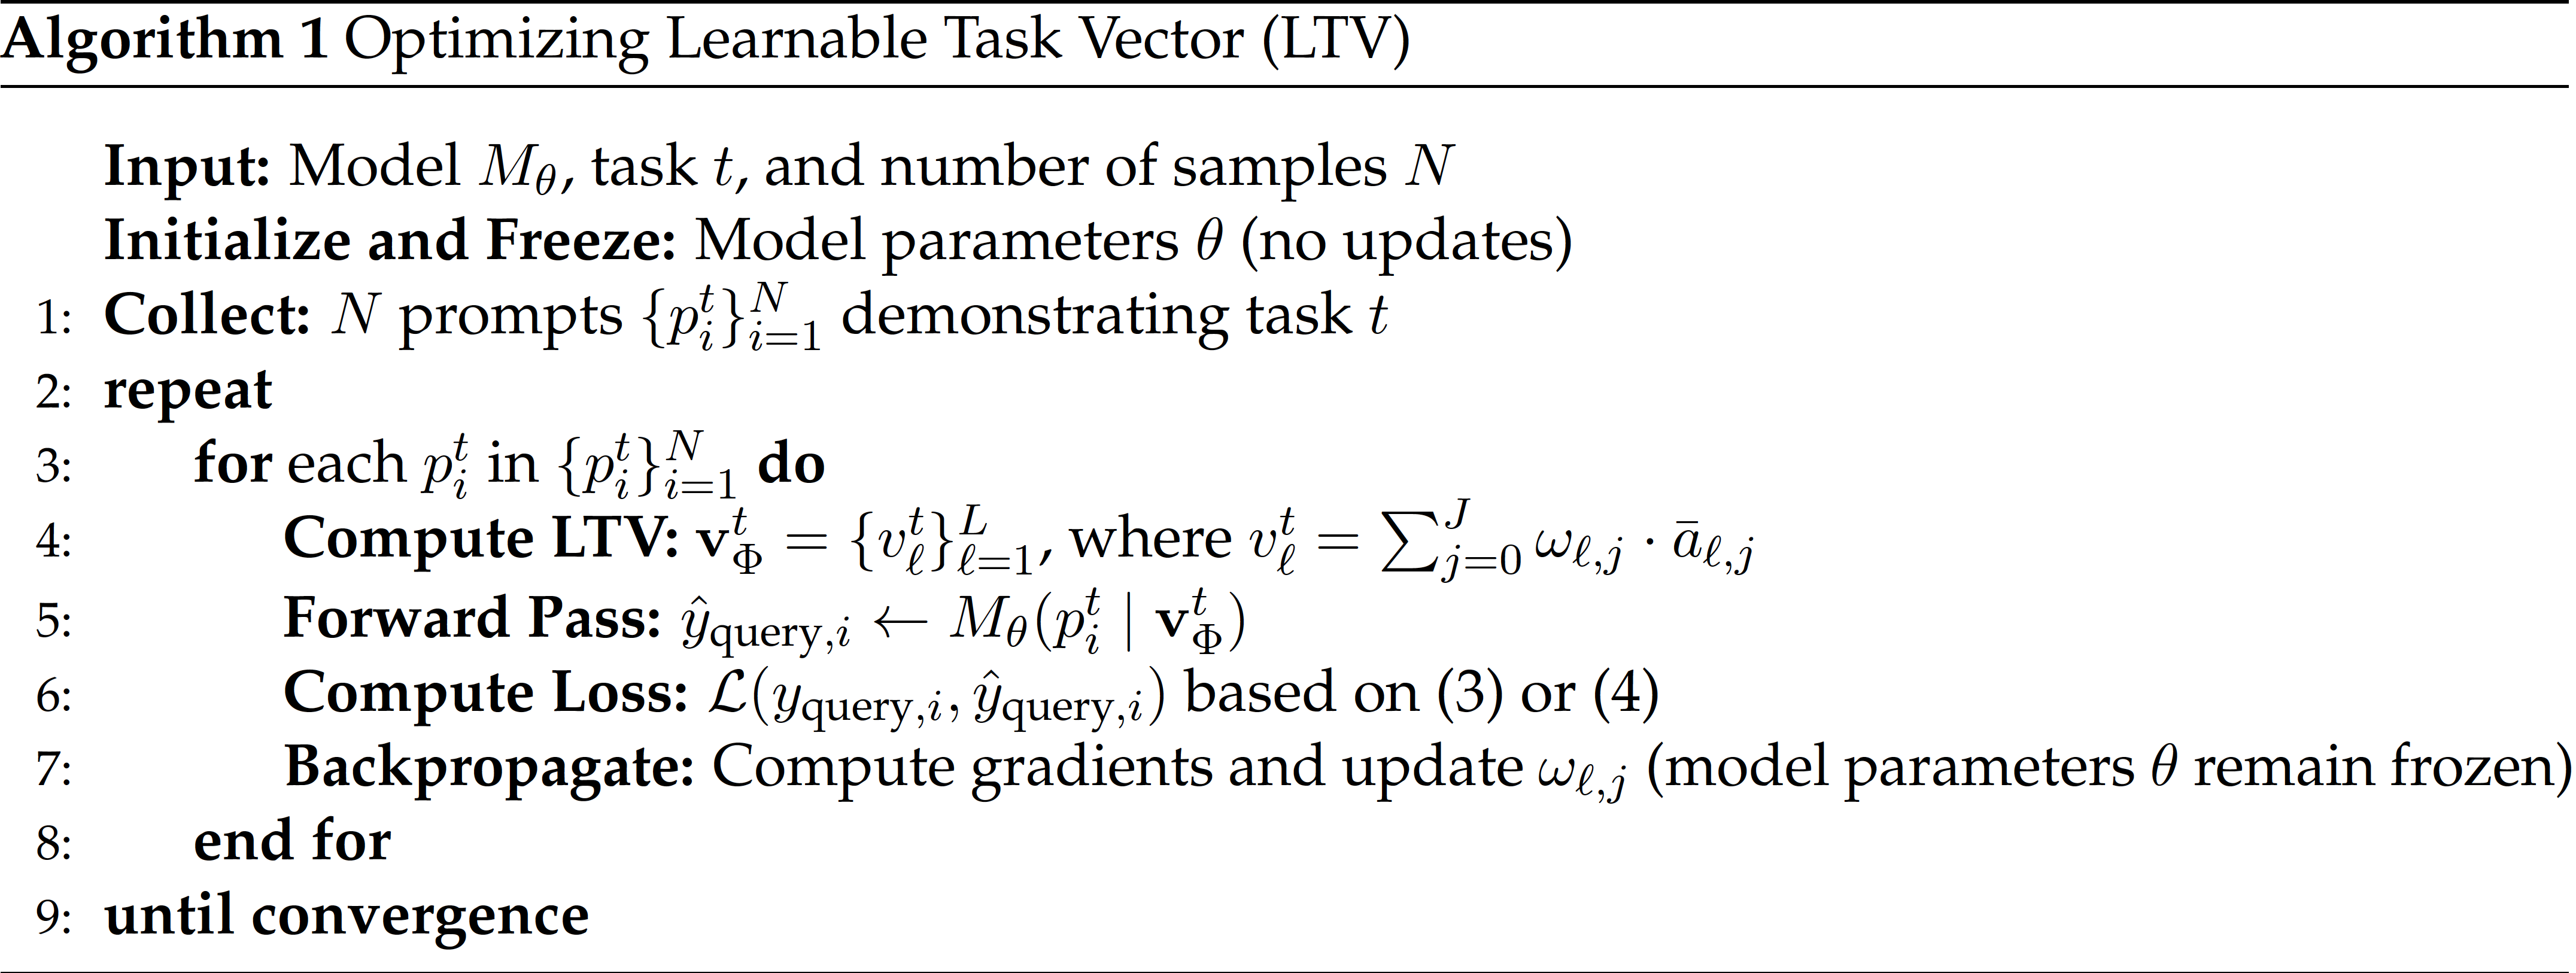 Algorithm 1 Optimizing Learnable Task Vector (LTV)
Input: Model $M_\theta$, task $t$, and number of samples $N$
Initialize and Freeze: Model parameters $\theta$ (no updates)
1: Collect: $N$ prompts $\{p_i^t\}_{i=1}^N$ demonstrating task $t$
2: repeat
3: for each $p_i^t$ in $\{p_i^t\}_{i=1}^N$ do
4: Compute LTV: $\mathbf{v}_\Phi^t = \{v_\ell^t\}_{\ell=1}^L$, where $v_\ell^t = \sum_{j=0}^J \omega_{\ell,j} \cdot \bar{a}_{\ell,j}$
5: Forward Pass: $\hat{y}_{\text{query},i} \leftarrow M_\theta(p_i^t \mid \mathbf{v}_\Phi^t)$
6: Compute Loss: $\mathcal{L}(y_{\text{query},i}, \hat{y}_{\text{query},i})$ based on (3) or (4)
7: Backpropagate: Compute gradients and update $\omega_{\ell,j}$ (model parameters $\theta$ remain frozen)
8: end for
9: until convergence